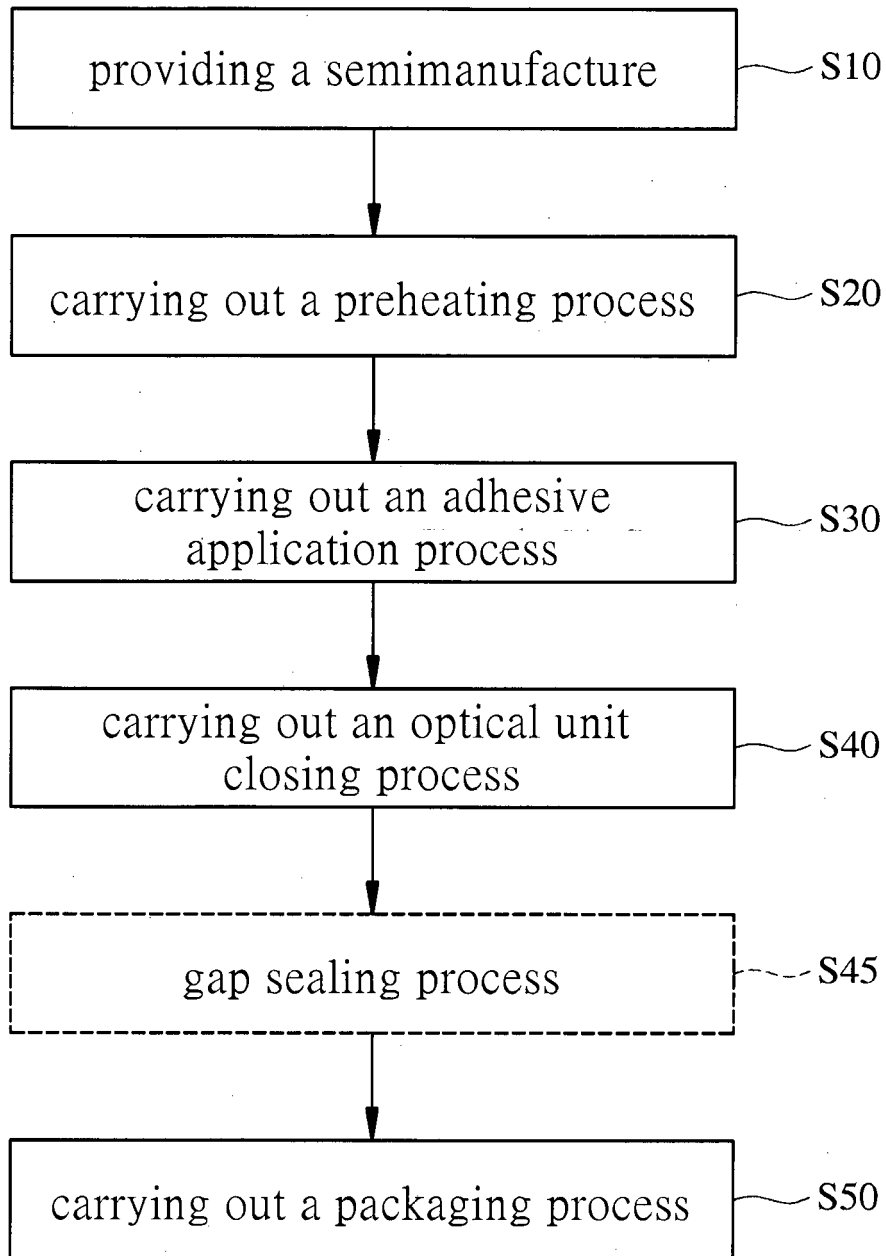 providing a semimanufacture
S10
carrying out a preheating process
S20
carrying out an adhesive
application process
S30
carrying out an optical unit
closing process
S40
gap sealing process
S45
carrying out a packaging process
S50